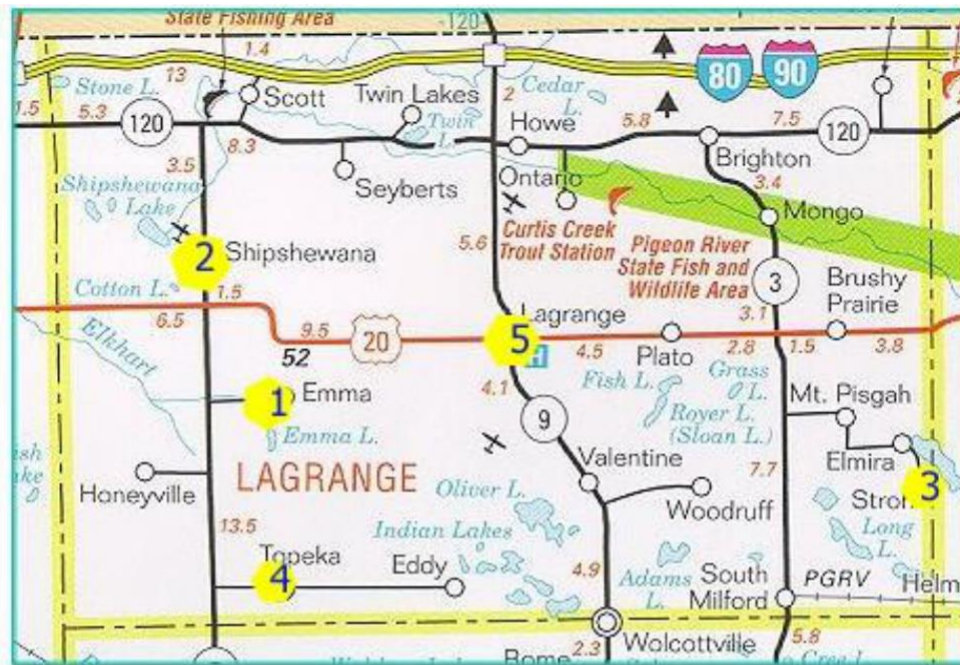 State Fishing Area
120
1.4
13
Stone L.
1.5
5.3
120
Scott
Twin Lakes
Twin
L.
2
Cedar
L.
80
90
Howe
5.8
7.5
120
Brighton
3.5
8.3
Seyberts
Ontario
3.4
Shipshewana
Lake
Mongo
Curtis Creek
Trout Station
Pigeon River
State Fish and
Wildlife Area
2
Shipshewana
5.6
3
Brushy
Prairie
Cotton L.
1.5
6.5
Lagrange
3.1
9.5
20
5
H
52
4.5
Plato
2.8
1.5
3.8
Elkhart
4.1
Fish L.
Grass
L.
1
Emma
9
Royer L.
(Sloan L.)
Mt. Pisgah
Emma L.
Valentine
7.7
Elmira
3
Honeyville
LAGRANGE
Oliver L.
Woodruff
Stron
Long
L.
13.5
Indian Lakes
Topeka
4
Eddy
4.9
Adams
L.
South
Milford
PGRV
Helm
Wolcottville
2.3
5.8
Rome
Cree L.